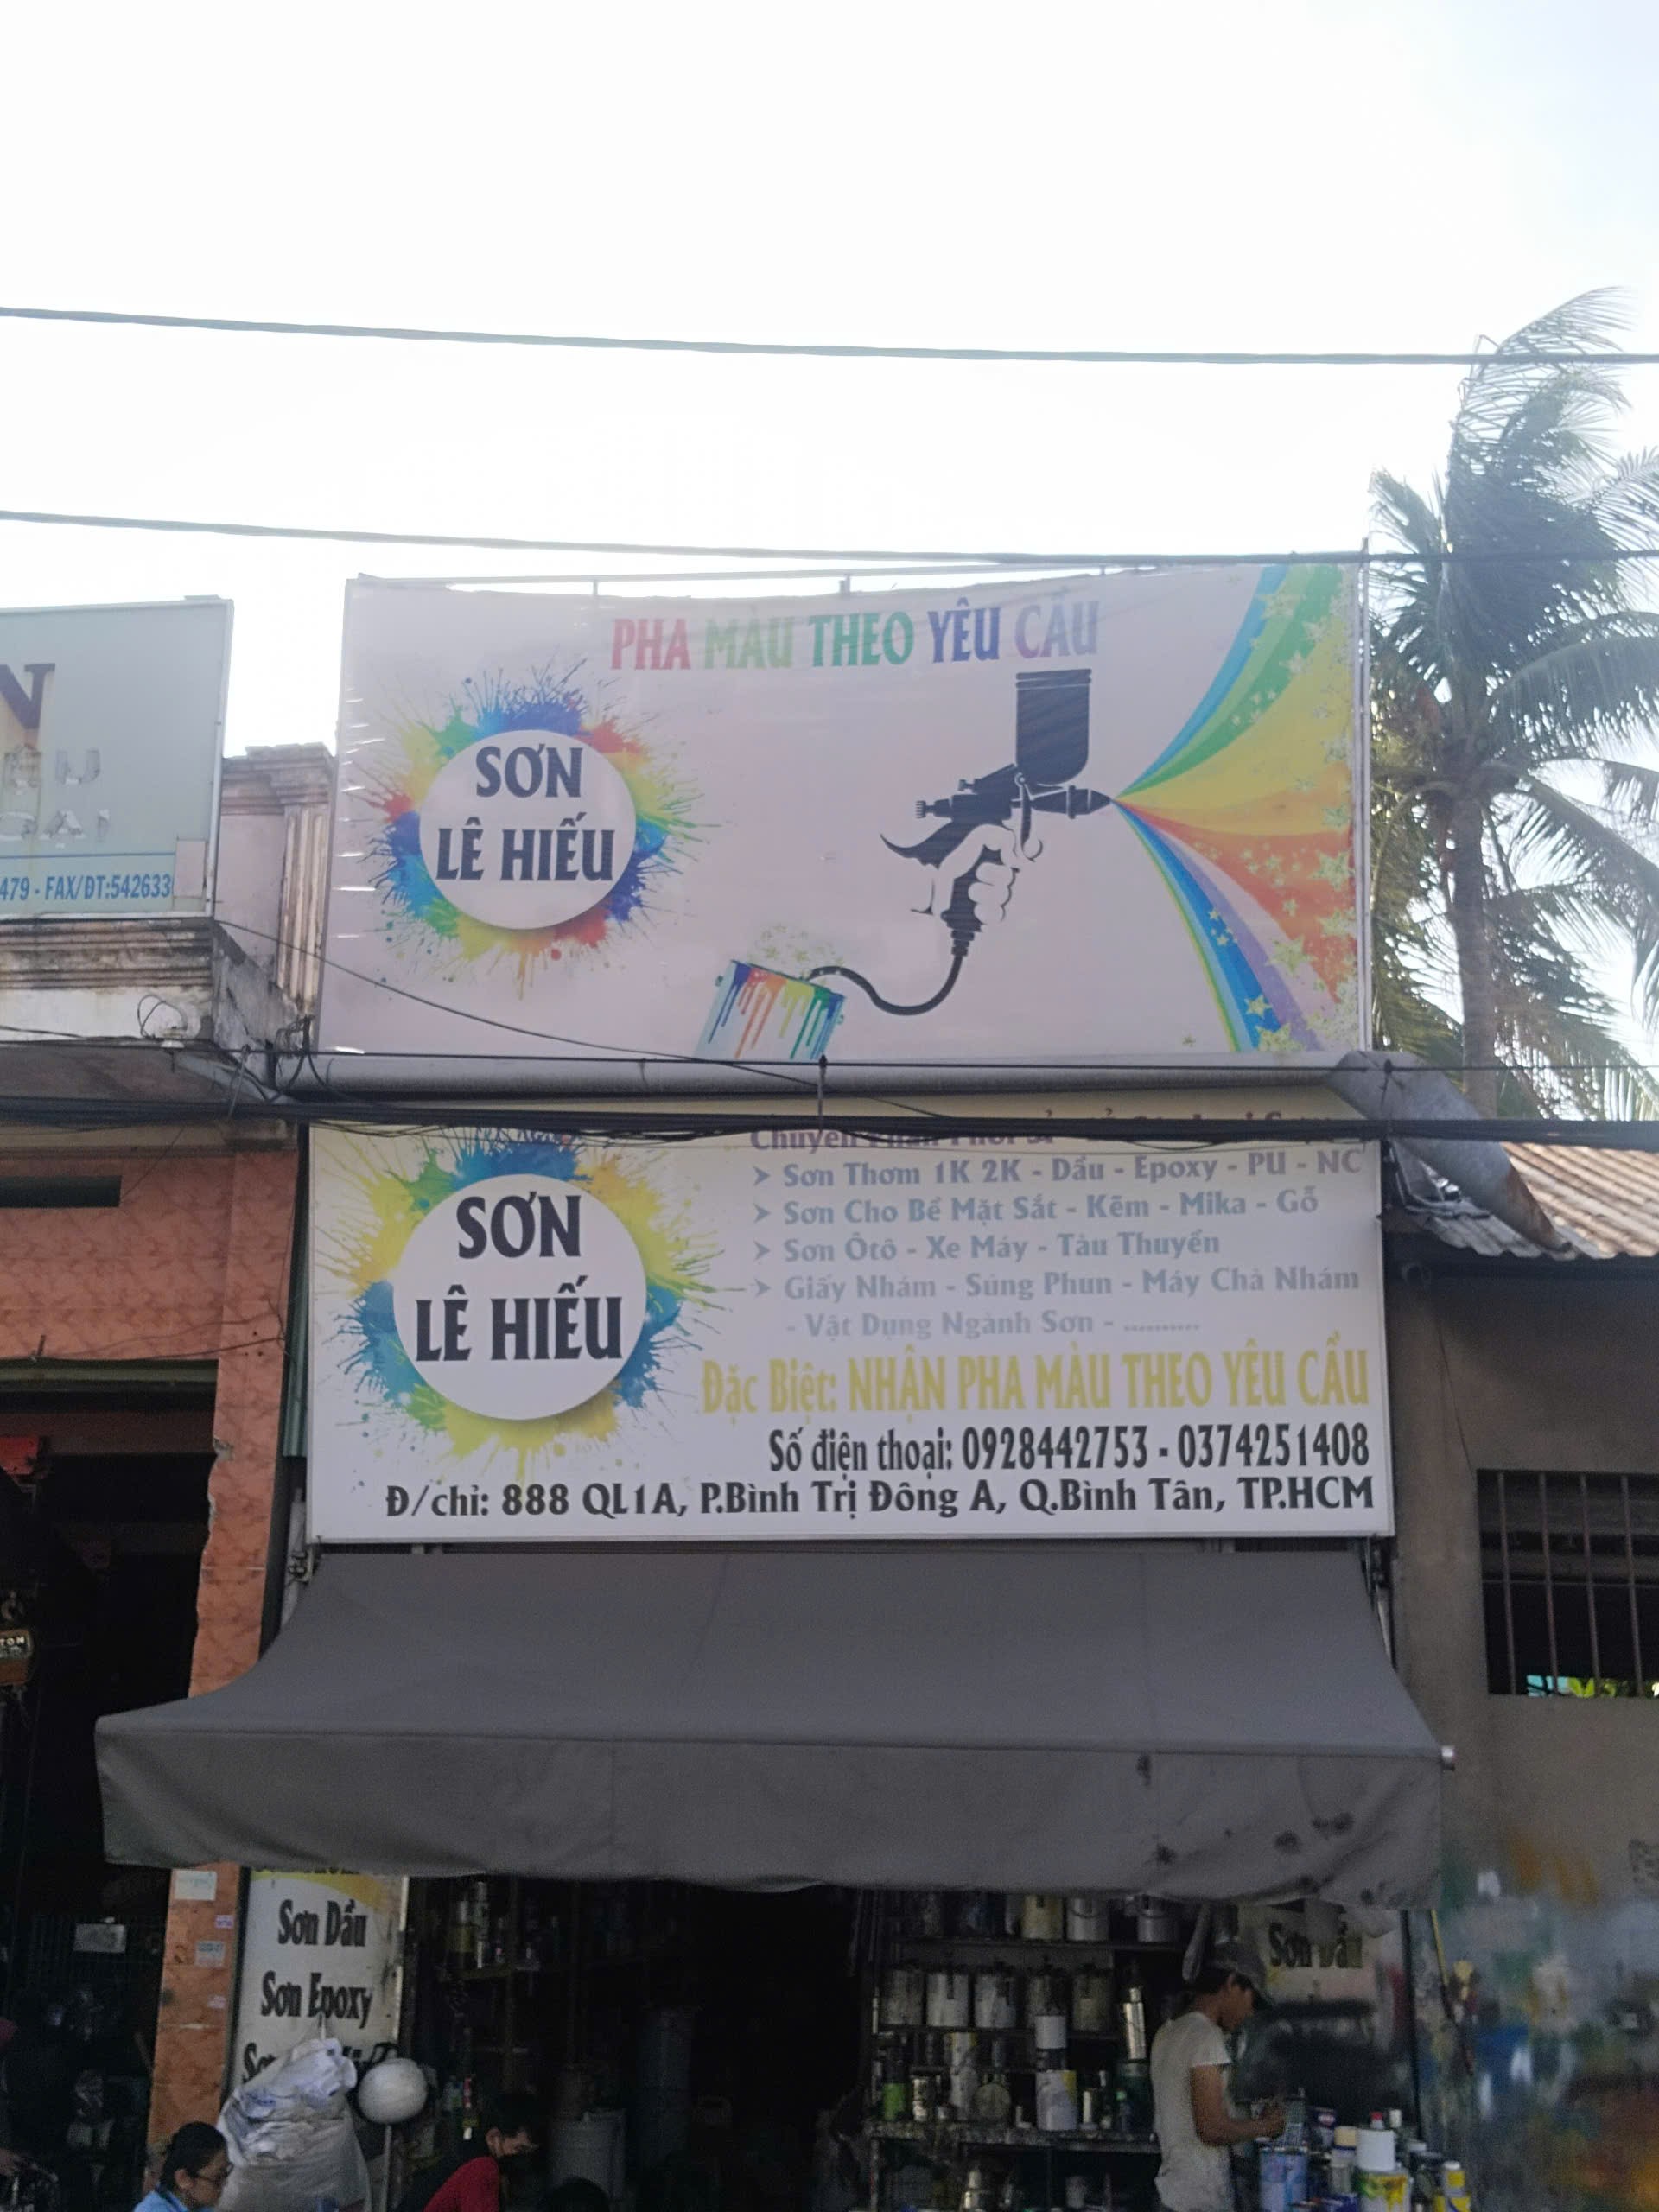 PHA MÀU THEO YÊU CẦU
SƠN
LÊ HIẾU
N
479 - FAX/ĐT:542633
Chuyên Phân Phối Sỉ
➤ Sơn Thơm 1K 2K - Dầu - Epoxy - PU - NC
➤ Sơn Cho Bề Mặt Sắt - Kẽm - Mika - Gỗ
➤ Sơn Ôtô - Xe Máy - Tàu Thuyền
➤ Giấy Nhám - Súng Phun - Máy Chà Nhám
- Vật Dụng Ngành Sơn - ..........
SƠN
LÊ HIẾU
Đặc Biệt: NHẬN PHA MÀU THEO YÊU CẦU
Số điện thoại: 0928442753 - 0374251408
Đ/chỉ: 888 QL1A, P.Bình Trị Đông A, Q.Bình Tân, TP.HCM
Sơn Dầu
Sơn Epoxy
Sơn Dầu